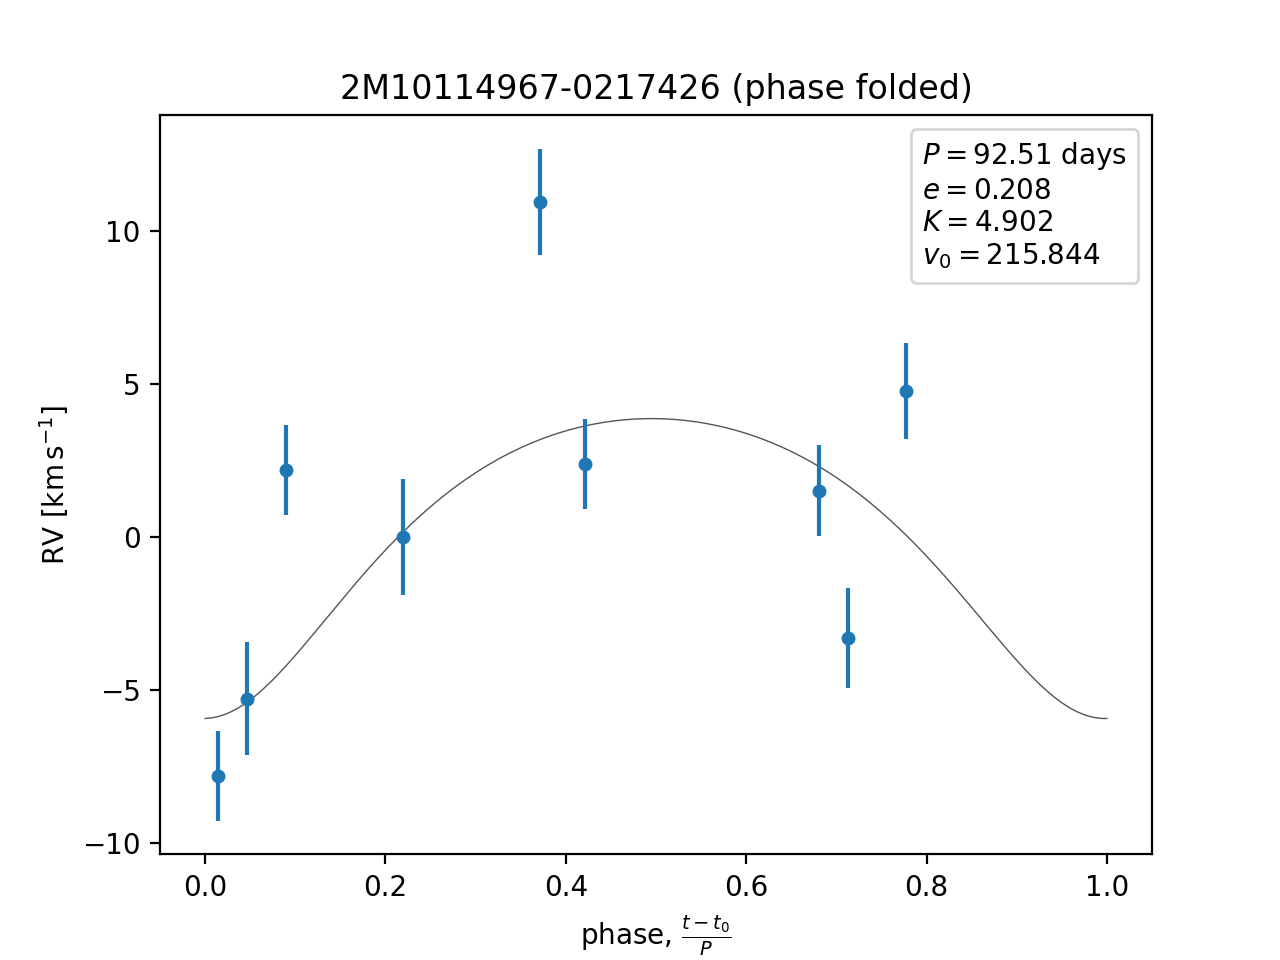 2M10114967-0217426 (phase folded)
P = 92.51 days
e = 0.208
K = 4.902
v₀ = 215.844
10
5
0
−5
−10
RV [km s⁻¹]
0.0 0.2 0.4 0.6 0.8 1.0
phase, (t − t₀)/P